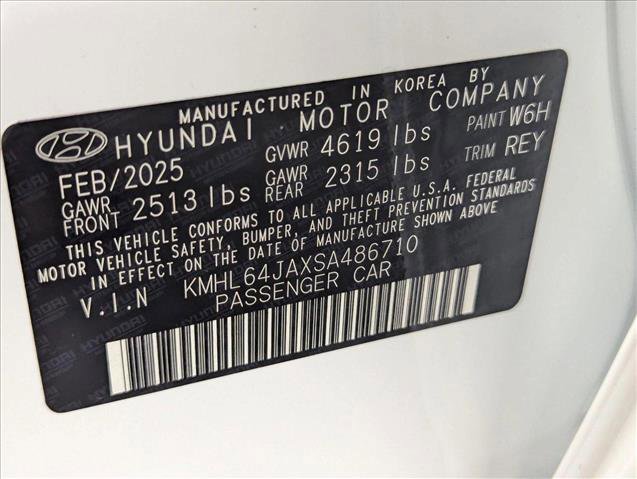 MANUFACTURED IN KOREA BY
HYUNDAI MOTOR COMPANY
FEB/2025 GVWR 4619 lbs PAINT W6H
GAWR FRONT 2513 lbs GAWR REAR 2315 lbs TRIM REY
THIS VEHICLE CONFORMS TO ALL APPLICABLE U.S.A. FEDERAL
MOTOR VEHICLE SAFETY, BUMPER, AND THEFT PREVENTION STANDARDS
IN EFFECT ON THE DATE OF MANUFACTURE SHOWN ABOVE
V.I.N KMHL64JAXSA486710
PASSENGER CAR